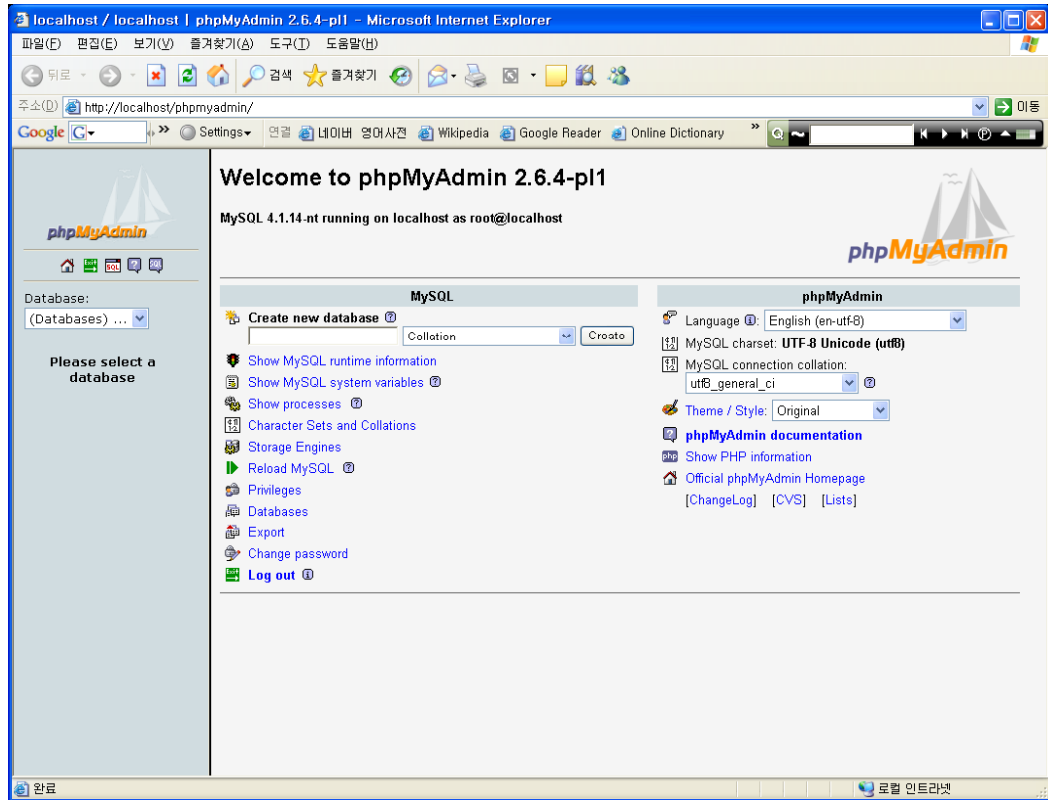 localhost / localhost | phpMyAdmin 2.6.4-pl1 - Microsoft Internet Explorer
파일(F) 편집(E) 보기(V) 즐겨찾기(A) 도구(T) 도움말(H)
뒤로 검색 즐겨찾기
주소(D) http://localhost/phpmyadmin/ 이동
Google G Settings 연결 네이버 영어사전 Wikipedia Google Reader Online Dictionary
phpMyAdmin
Database:
(Databases) ...
Please select a
database
Welcome to phpMyAdmin 2.6.4-pl1
MySQL 4.1.14-nt running on localhost as root@localhost
phpMyAdmin
MySQL
Create new database
Collation Create
Show MySQL runtime information
Show MySQL system variables
Show processes
Character Sets and Collations
Storage Engines
Reload MySQL
Privileges
Databases
Export
Change password
Log out
phpMyAdmin
Language : English (en-utf-8)
MySQL charset: UTF-8 Unicode (utf8)
MySQL connection collation:
utf8_general_ci
Theme / Style: Original
phpMyAdmin documentation
Show PHP information
Official phpMyAdmin Homepage
[ChangeLog] [CVS] [Lists]
완료 로컬 인트라넷